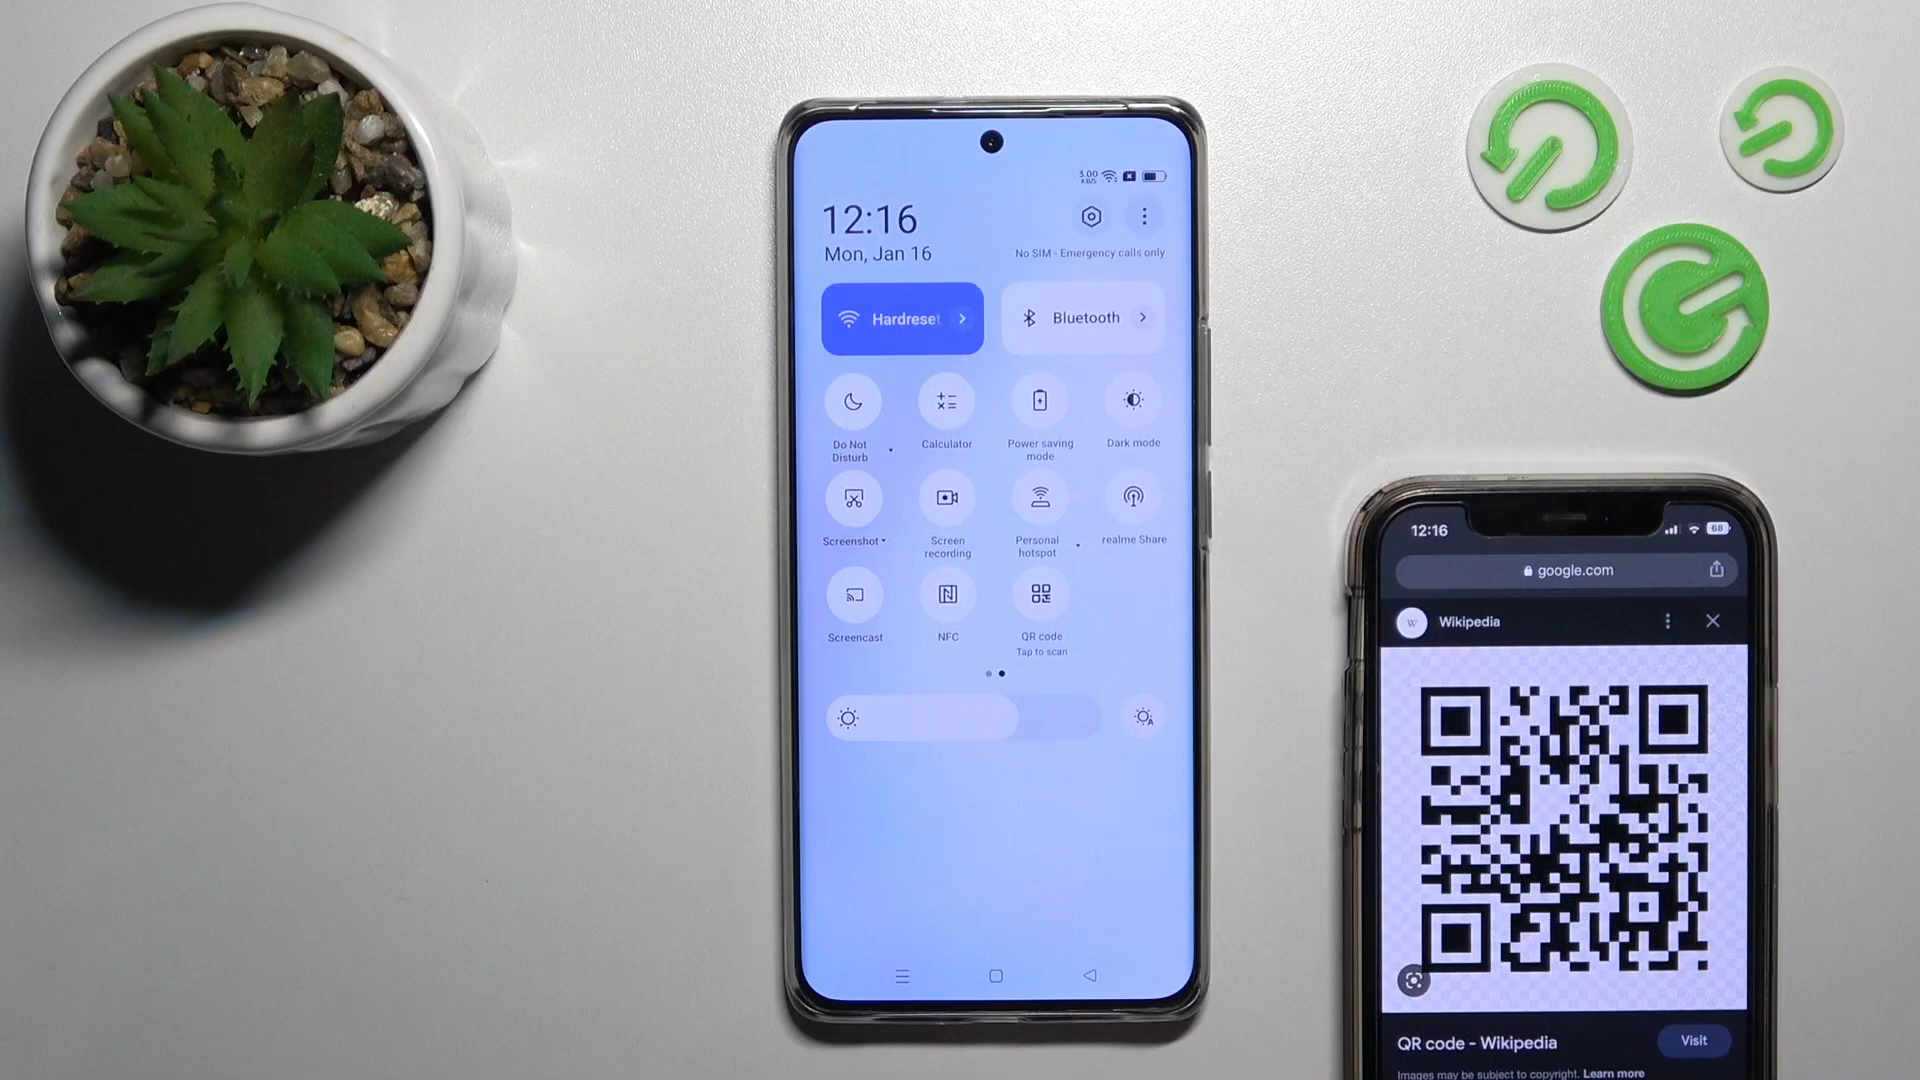 3.00
KB/S
12:16
Mon, Jan 16
No SIM - Emergency calls only
Hardreset
Bluetooth
Do Not
Disturb
Calculator
Power saving
mode
Dark mode
Screenshot
Screen
recording
Personal
hotspot
realme Share
Screencast
NFC
QR code
Tap to scan
12:16
68
google.com
W
Wikipedia
QR code - Wikipedia
Visit
Images may be subject to copyright. Learn more